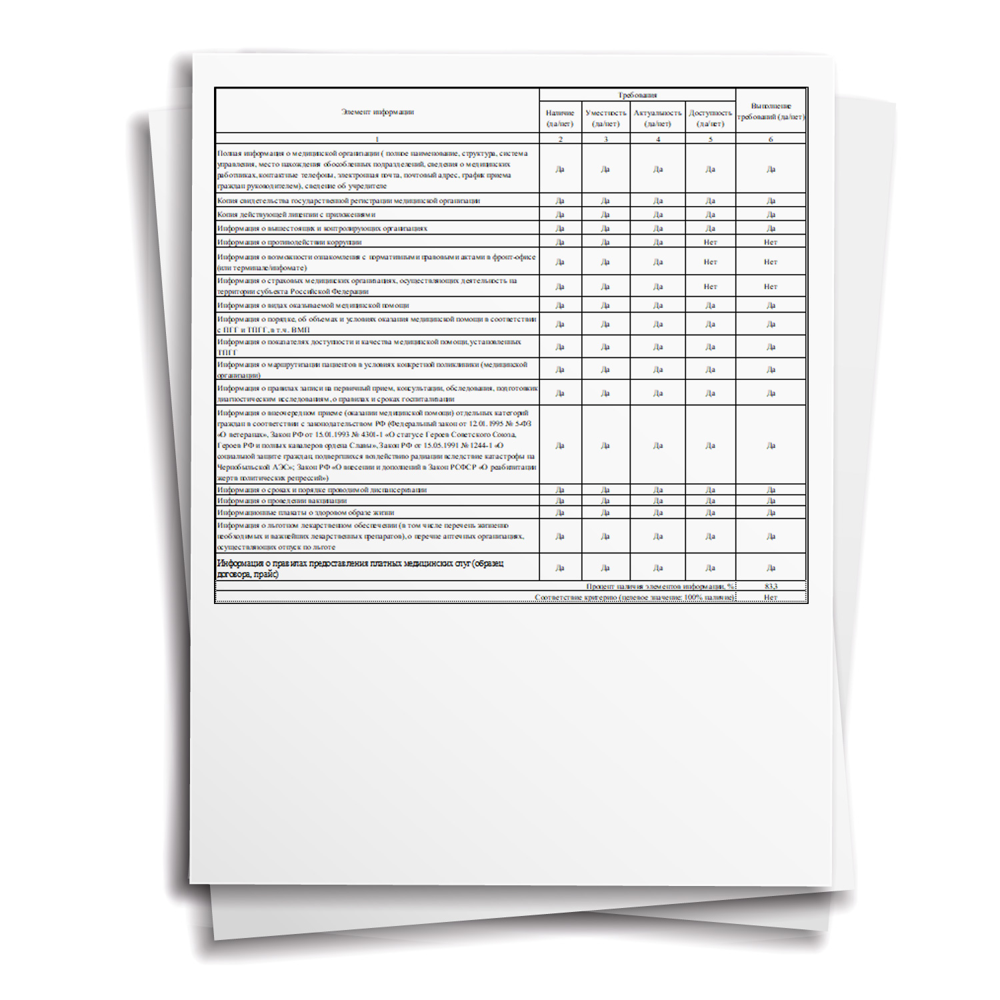 Элемент информации
Требования
Выполнение
требований (да/нет)
Наличие
(да/нет)
Уместность
(да/нет)
Актуальность
(да/нет)
Доступность
(да/нет)
1 2 3 4 5 6
Полная информация о медицинской организации ( полное наименование, структура, система
управления, место нахождения обособленных подразделений, сведения о медицинских
работниках, контактные телефоны, электронная почта, почтовый адрес, график приема
граждан руководителем), сведение об учредителе
Да Да Да Да Да
Копия свидетельства государственной регистрации медицинской организации Да Да Да Да Да
Копия действующей лицензии с приложениями Да Да Да Да Да
Информация о вышестоящих и контролирующих организациях Да Да Да Да Да
Информация о противодействии коррупции Да Да Да Нет Нет
Информация о возможности ознакомления с нормативными правовыми актами в фронт-офисе
(или терминале/инфомате)
Да Да Да Нет Нет
Информация о страховых медицинских организациях, осуществляющих деятельность на
территории субъекта Российской Федерации
Да Да Да Нет Нет
Информация о видах оказываемой медицинской помощи Да Да Да Да Да
Информация о порядке, об объемах и условиях оказания медицинской помощи в соответствии
с ПГГ и ТПГГ, в т.ч. ВМП
Да Да Да Да Да
Информация о показателях доступности и качества медицинской помощи, установленных
ТПГГ
Да Да Да Да Да
Информация о маршрутизации пациентов в условиях конкретной поликлиники (медицинской
организации)
Да Да Да Да Да
Информация о правилах записи на первичный прием, консультации, обследования, подготовки к
диагностическим исследованиям, о правилах и сроках госпитализации
Да Да Да Да Да
Информация о внеочередном приеме (оказании медицинской помощи) отдельных категорий
граждан в соответствии с законодательством РФ (Федеральный закон от 12.01.1995 № 5-ФЗ
«О ветеранах», Закон РФ от 15.01.1993 № 4301-1 «О статусе Героев Советского Союза,
Героев РФ и полных кавалеров ордена Славы», Закон РФ от 15.05.1991 № 1244-1 «О
социальной защите граждан, подвергшихся воздействию радиации вследствие катастрофы на
Чернобыльской АЭС»; Закон РФ «О внесении и дополнений в Закон РСФСР «О реабилитации
жертв политических репрессий»)
Да Да Да Да Да
Информация о сроках и порядке проводимой диспансеризации Да Да Да Да Да
Информация о проведении вакцинации Да Да Да Да Да
Информационные плакаты о здоровом образе жизни Да Да Да Да Да
Информация о льготном лекарственном обеспечении (в том числе перечень жизненно
необходимых и важнейших лекарственных препаратов), о перечне аптечных организациях,
осуществляющих отпуск по льготе
Да Да Да Да Да
Информация о правилах предоставления платных медицинских слуг (образец
договора, прайс)
Да Да Да Да Да
Процент наличия элементов информации, % 83,3
Соответствие критерию (целевое значение: 100% наличие) Нет